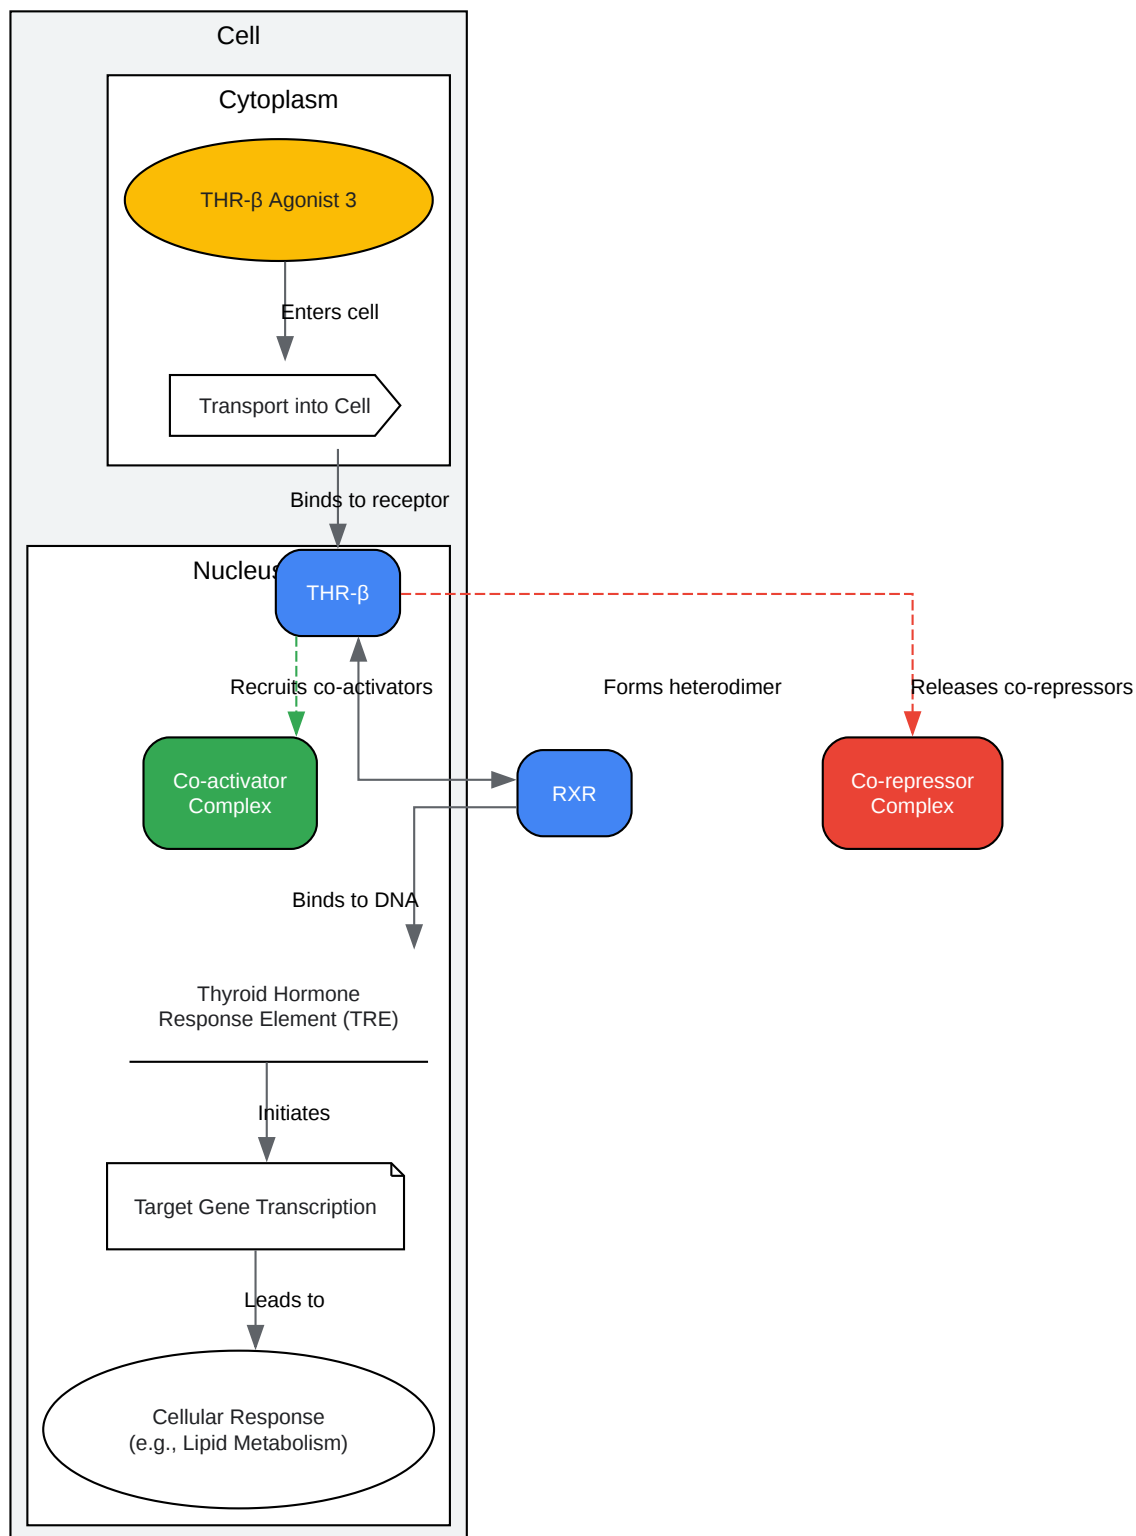 Cell
Cytoplasm
THR-β Agonist 3
Enters cell
Transport into Cell
Binds to receptor
Nucleus
THR-β
Recruits co-activators
Forms heterodimer
Releases co-repressors
Co-activator
Complex
RXR
Co-repressor
Complex
Binds to DNA
Thyroid Hormone
Response Element (TRE)
Initiates
Target Gene Transcription
Leads to
Cellular Response
(e.g., Lipid Metabolism)